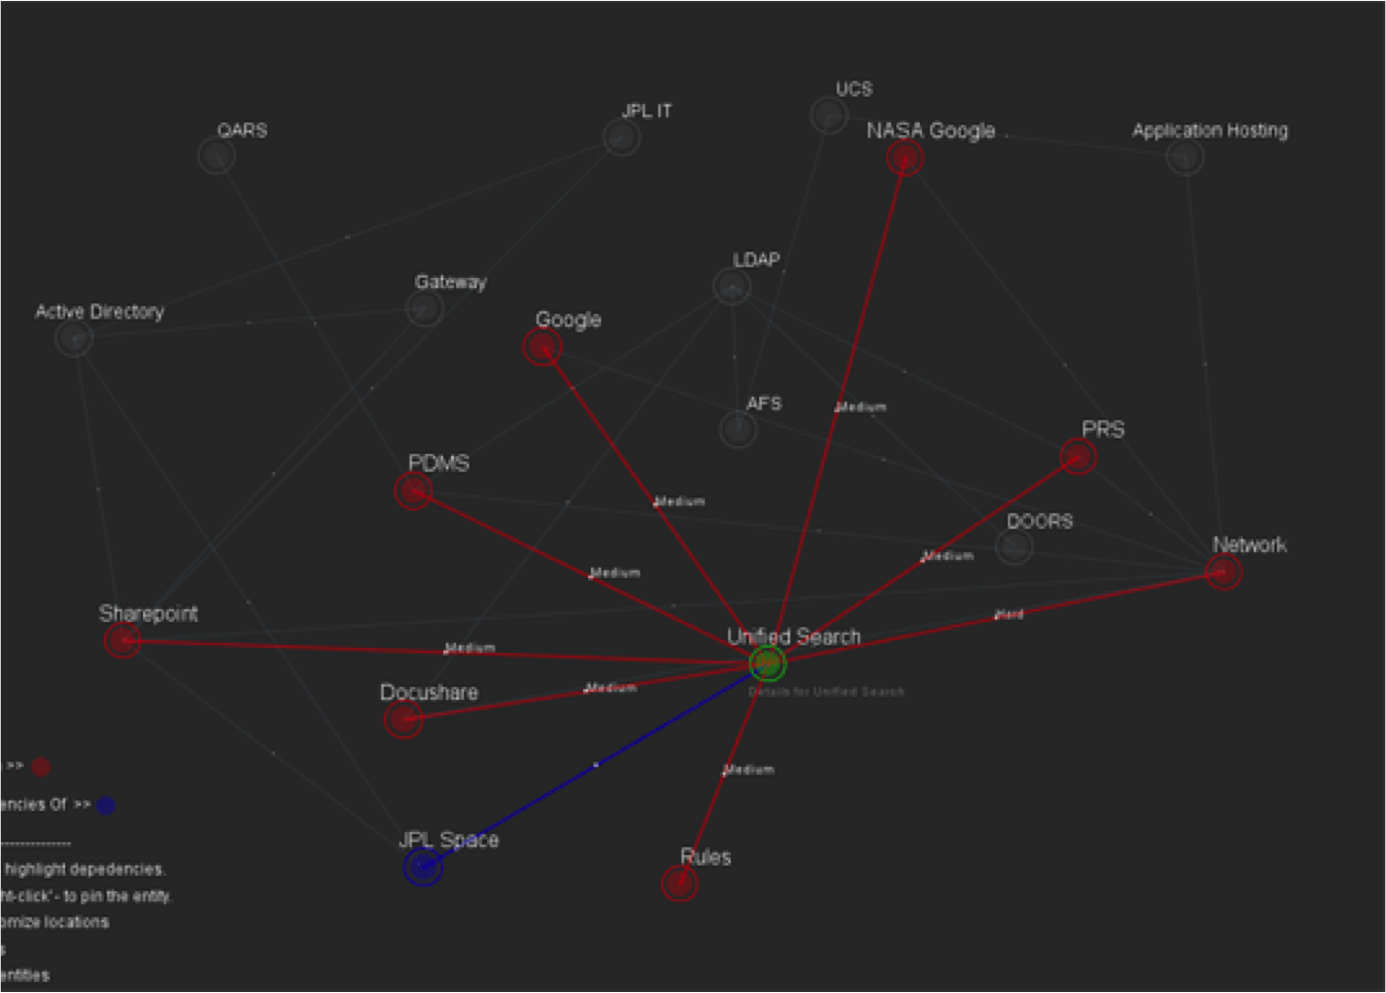 UCS
JPL IT
QARS
NASA Google
Application Hosting
LDAP
Gateway
Active Directory
Google
AFS
Medium
PRS
PDMS
Medium
DOORS
Network
Medium
Medium
Sharepoint
Hard
Unified Search
Medium
Details for Unified Search
Medium
Docushare
>>
Medium
encies Of >>
JPL Space
---------------
Rules
highlight depedencies.
ht-click'- to pin the entity.
omize locations
s
entities